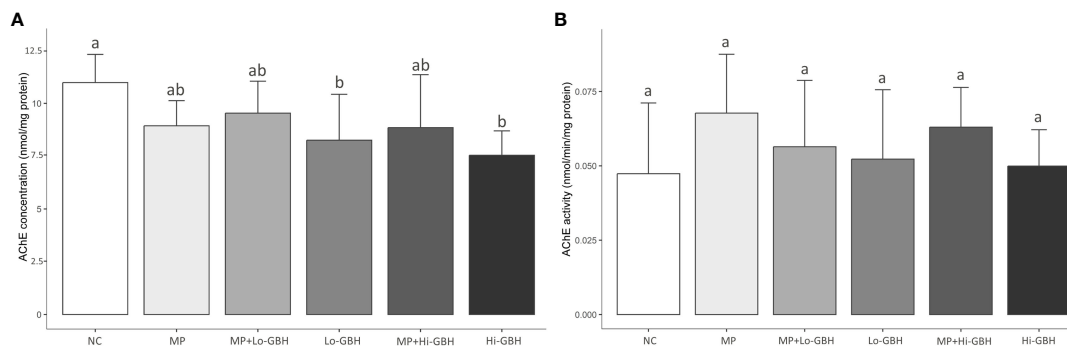 A
AChE concentration (nmol/mg protein)
12.5
10
7.5
5
2.5
0
a
ab
ab
b
ab
b
NC
MP
MP+Lo-GBH
Lo-GBH
MP+Hi-GBH
Hi-GBH
B
AChE activity (nmol/min/mg protein)
0.075
0.050
0.025
0.000
a
a
a
a
a
a
NC
MP
MP+Lo-GBH
Lo-GBH
MP+Hi-GBH
Hi-GBH